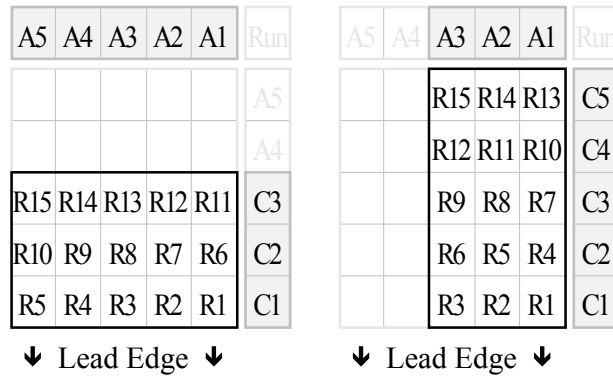 A5 A4 A3 A2 A1 Run
A5
A4
R15 R14 R13 R12 R11 C3
R10 R9 R8 R7 R6 C2
R5 R4 R3 R2 R1 C1
↓ Lead Edge ↓
A5 A4 A3 A2 A1 Run
R15 R14 R13 C5
R12 R11 R10 C4
R9 R8 R7 C3
R6 R5 R4 C2
R3 R2 R1 C1
↓ Lead Edge ↓